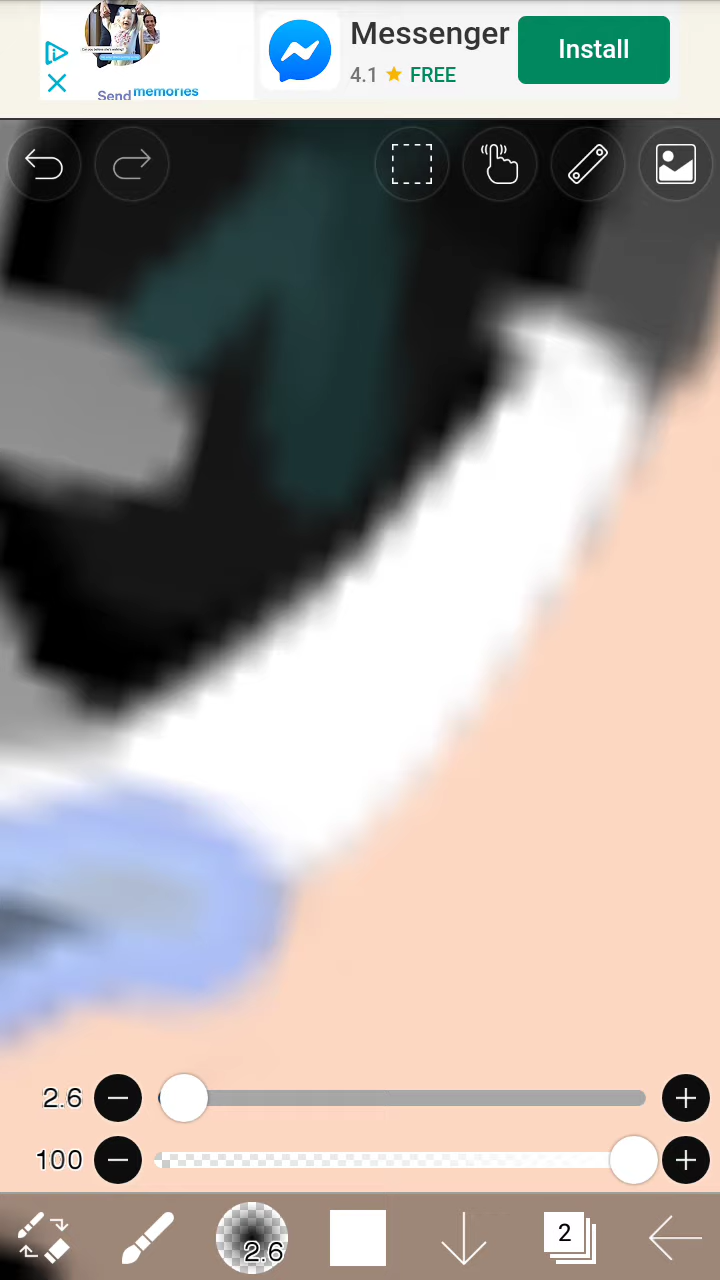 Messenger
Install
4.1 ★ FREE
Send memories
2.6
100
2.6
2